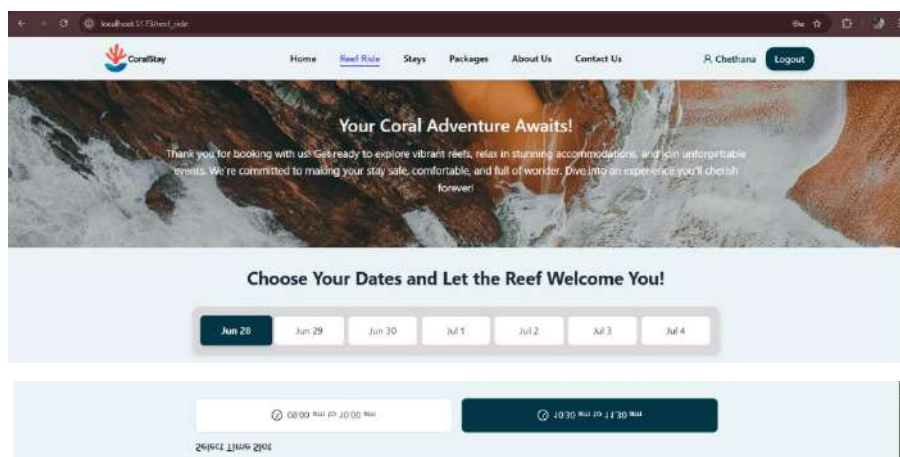 localhost:5173/reef_ride
CoralStay
Home Reef Ride Stays Packages About Us Contact Us
Chethana Logout
Your Coral Adventure Awaits!
Thank you for booking with us! Get ready to explore vibrant reefs, relax in stunning accommodations, and join unforgettable
events. We're committed to making your stay safe, comfortable, and full of wonder. Dive into an experience you'll cherish
forever!
Choose Your Dates and Let the Reef Welcome You!
Jun 28 Jun 29 Jun 30 Jul 1 Jul 2 Jul 3 Jul 4
Select Time Slot
09:00 am to 10:00 am 10:30 am to 11:30 am